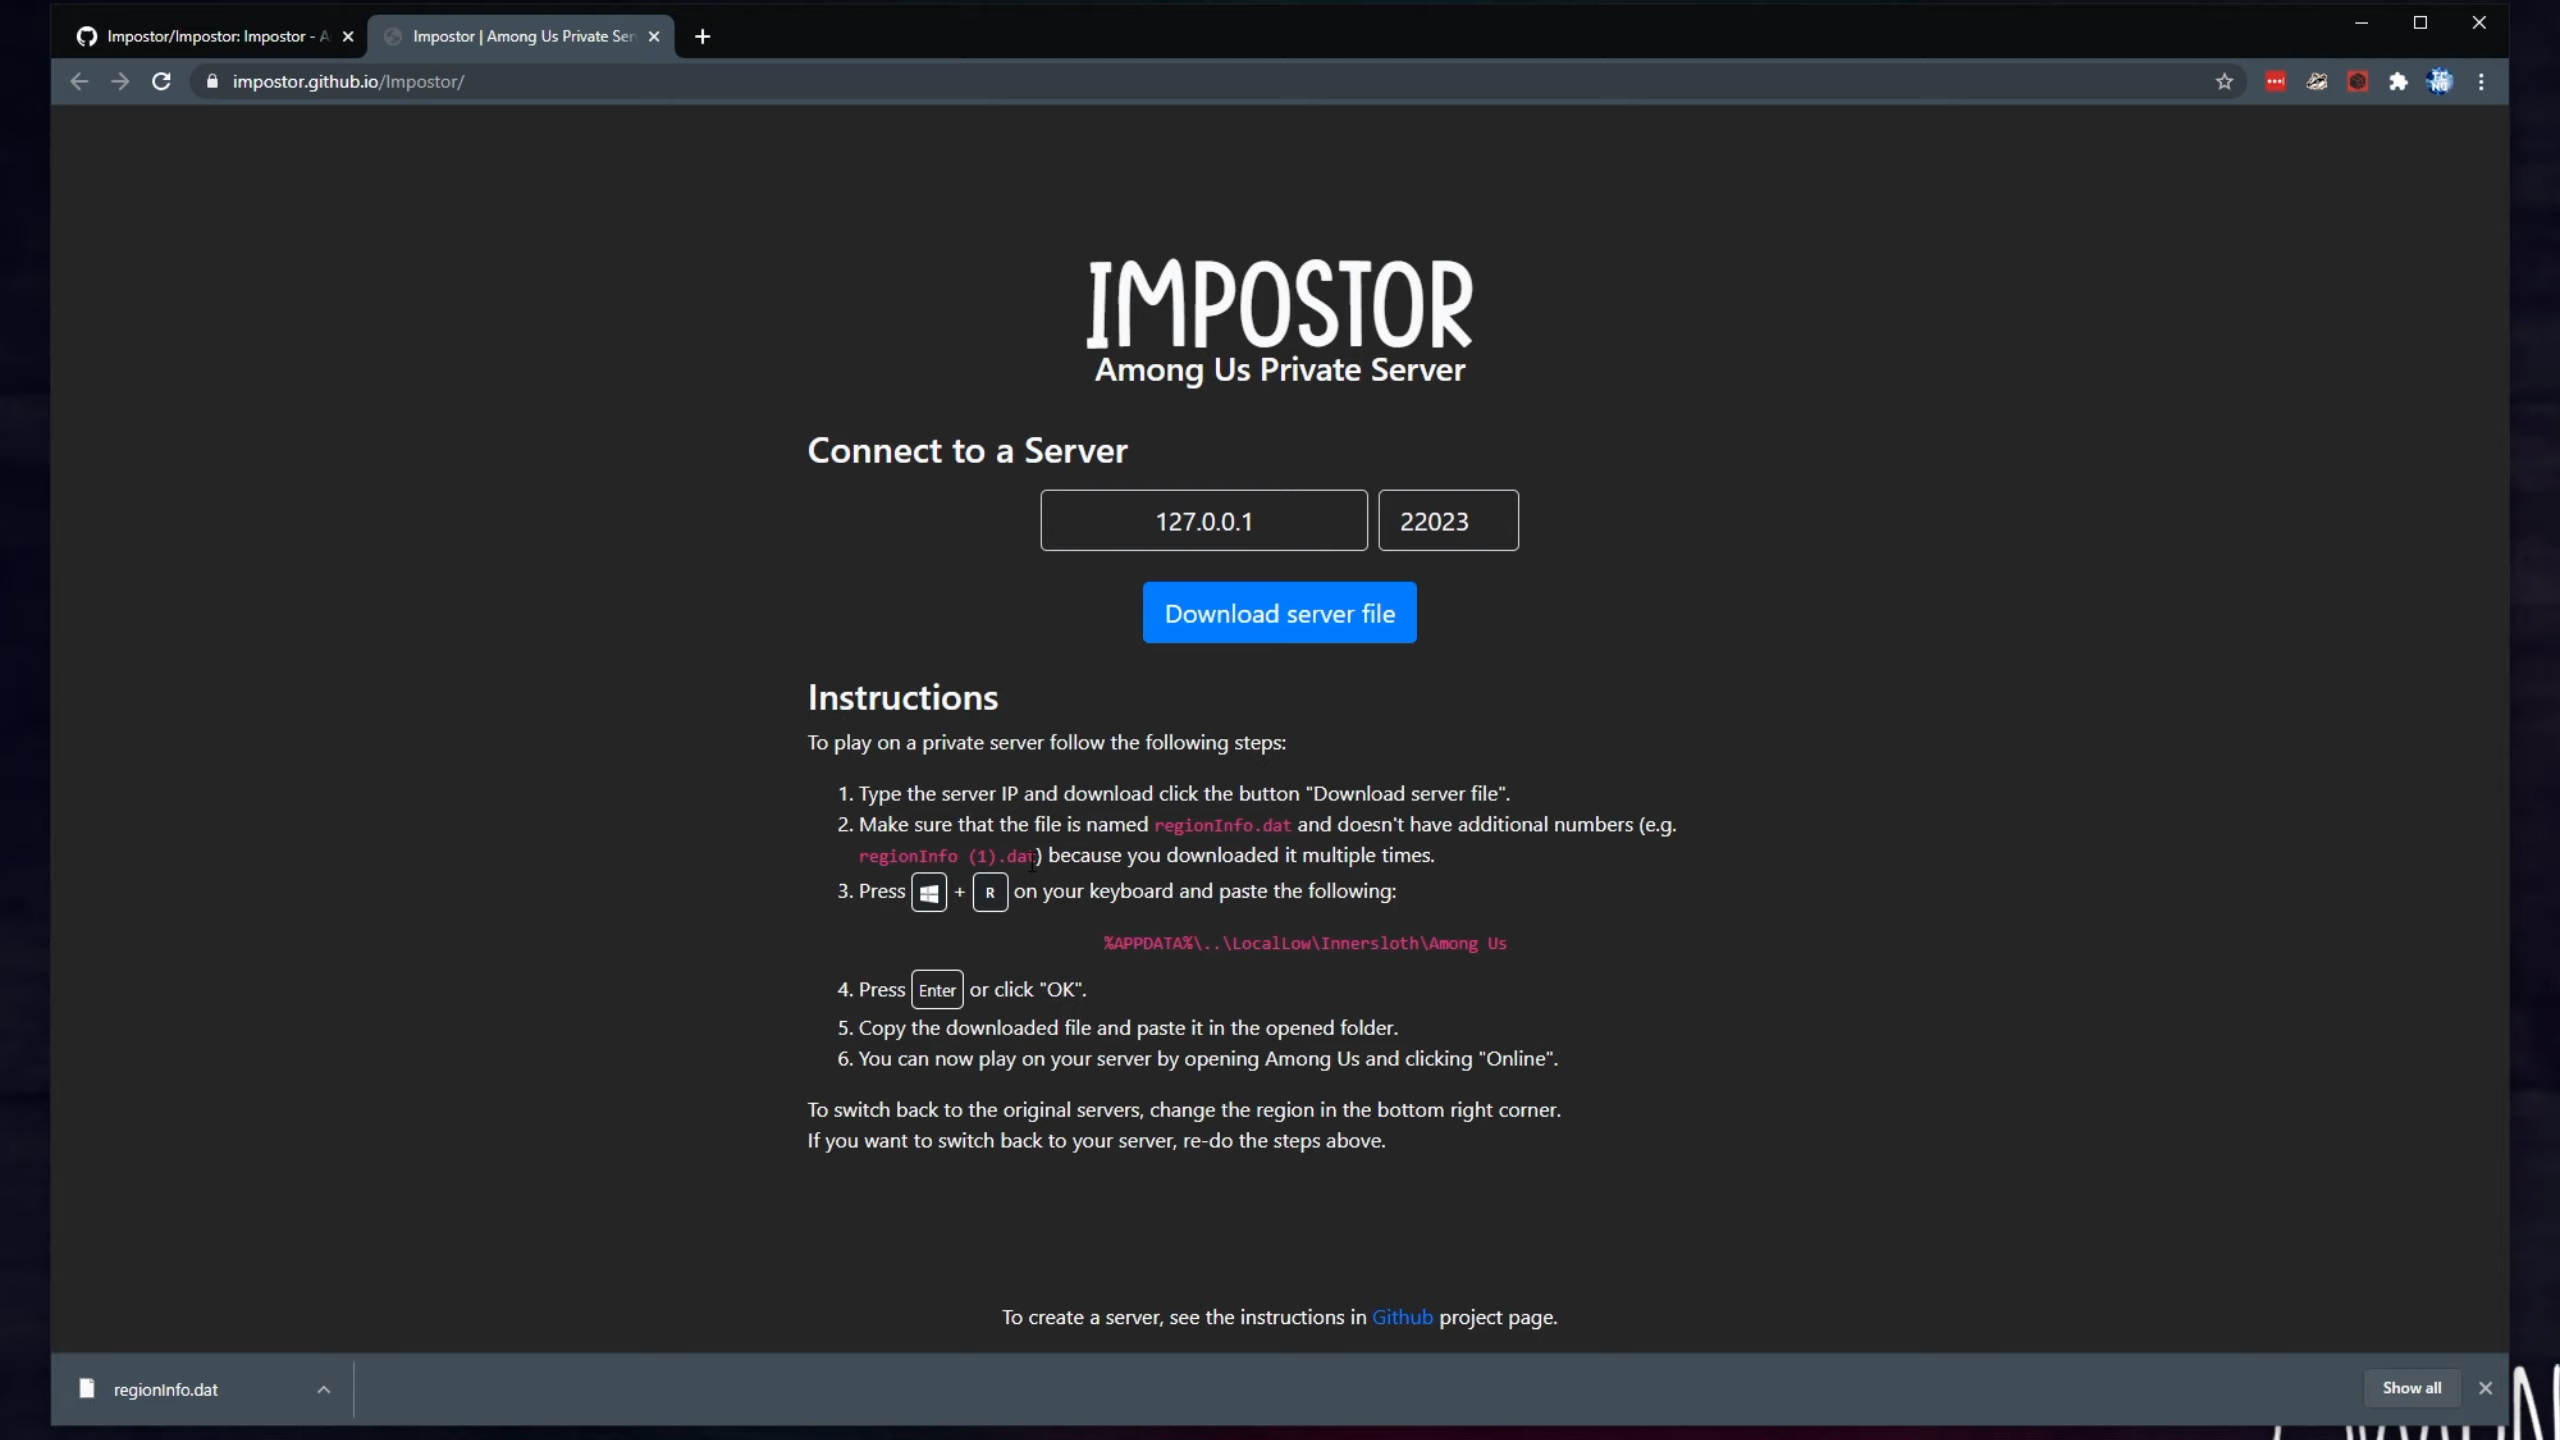 Impostor/Impostor: Impostor - A
Impostor | Among Us Private Ser
impostor.github.io/Impostor/
IMPOSTOR
Among Us Private Server
Connect to a Server
127.0.0.1
22023
Download server file
Instructions
To play on a private server follow the following steps:
1. Type the server IP and download click the button "Download server file".
2. Make sure that the file is named regionInfo.dat and doesn't have additional numbers (e.g.
regionInfo (1).dat) because you downloaded it multiple times.
3. Press + R on your keyboard and paste the following:
%APPDATA%\..\LocalLow\Innersloth\Among Us
4. Press Enter or click "OK".
5. Copy the downloaded file and paste it in the opened folder.
6. You can now play on your server by opening Among Us and clicking "Online".
To switch back to the original servers, change the region in the bottom right corner.
If you want to switch back to your server, re-do the steps above.
To create a server, see the instructions in Github project page.
regionInfo.dat
Show all